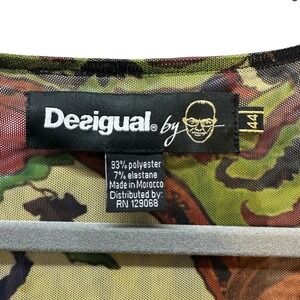 Desigual® by
44
93% polyester
7% elastane
Made in Morocco
Distributed by:
RN 129068